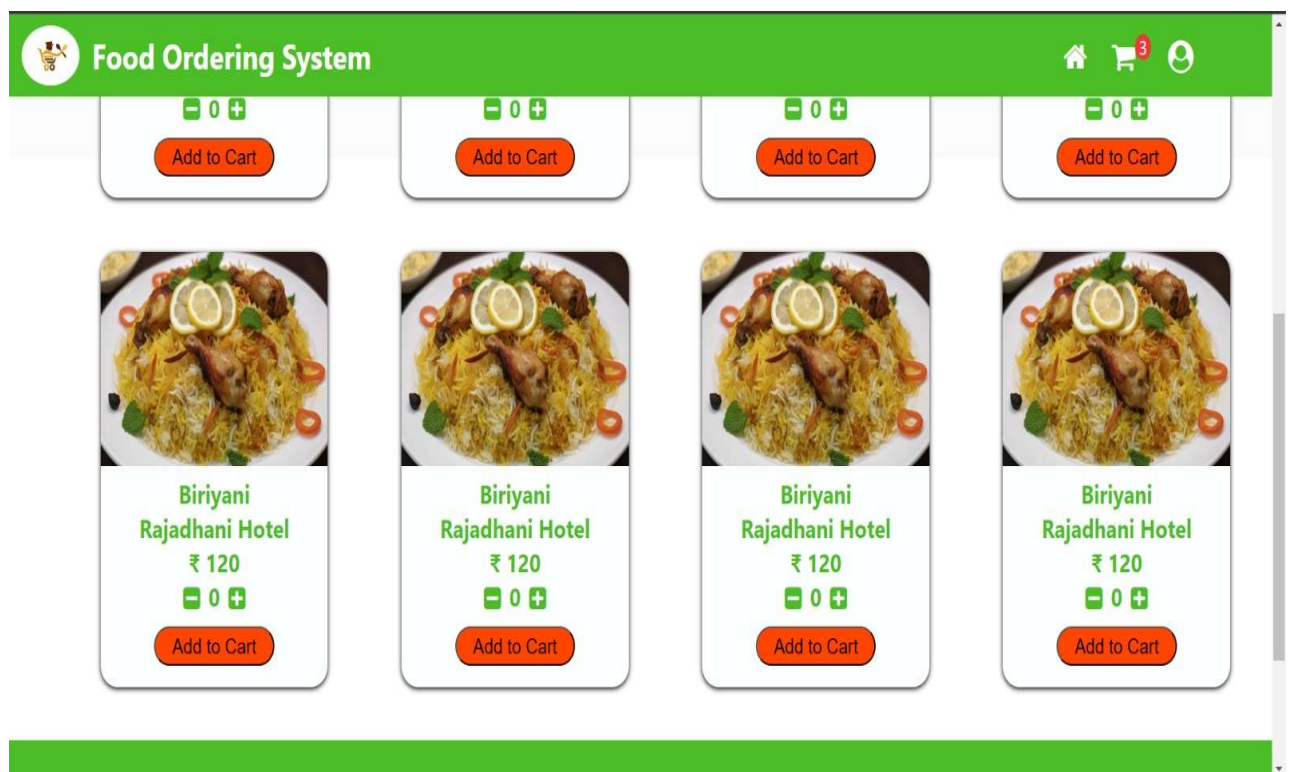 Food Ordering System
3
0 0 0 0
Add to Cart Add to Cart Add to Cart Add to Cart
Biriyani Biriyani Biriyani Biriyani
Rajadhani Hotel Rajadhani Hotel Rajadhani Hotel Rajadhani Hotel
₹ 120 ₹ 120 ₹ 120 ₹ 120
0 0 0 0
Add to Cart Add to Cart Add to Cart Add to Cart